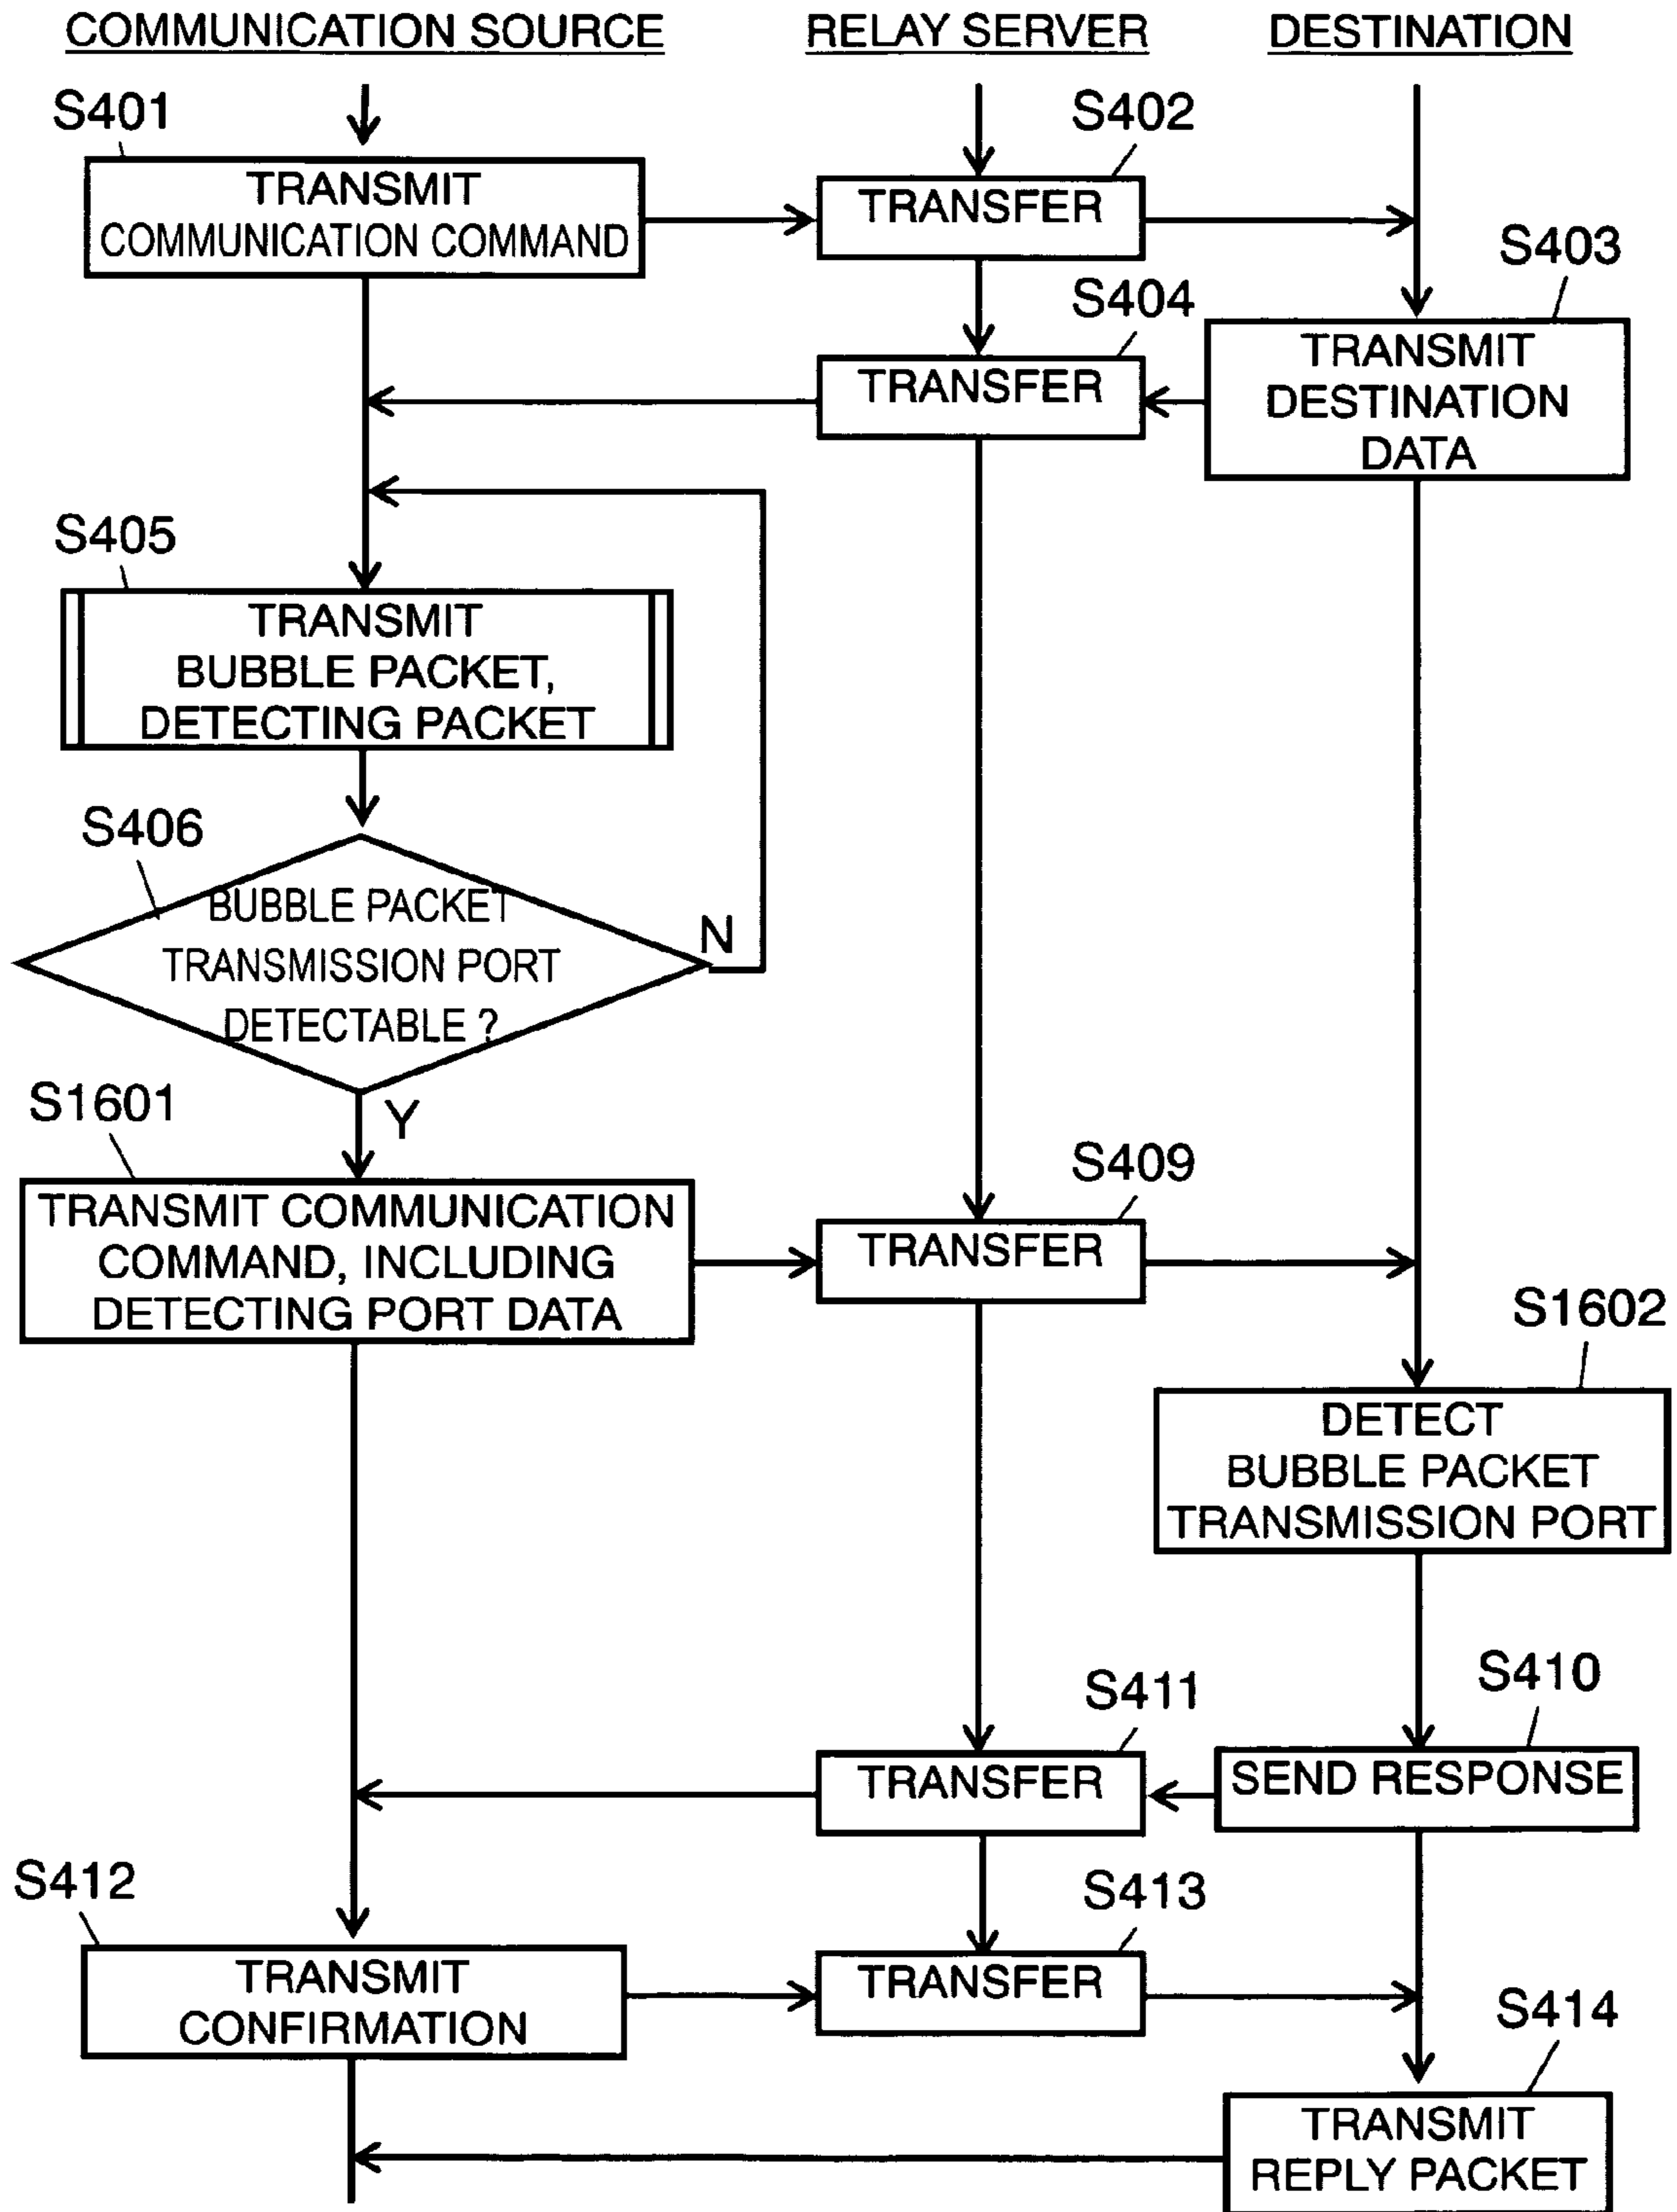 COMMUNICATION SOURCE
RELAY SERVER
DESTINATION
S401
S402
TRANSMIT
COMMUNICATION COMMAND
TRANSFER
S403
S404
TRANSFER
TRANSMIT
DESTINATION
DATA
S405
TRANSMIT
BUBBLE PACKET,
DETECTING PACKET
S406
BUBBLE PACKET
TRANSMISSION PORT
DETECTABLE ?
N
Y
S1601
TRANSMIT COMMUNICATION
COMMAND, INCLUDING
DETECTING PORT DATA
S409
TRANSFER
S1602
DETECT
BUBBLE PACKET
TRANSMISSION PORT
S410
S411
TRANSFER
SEND RESPONSE
S412
S413
TRANSMIT
CONFIRMATION
TRANSFER
S414
TRANSMIT
REPLY PACKET